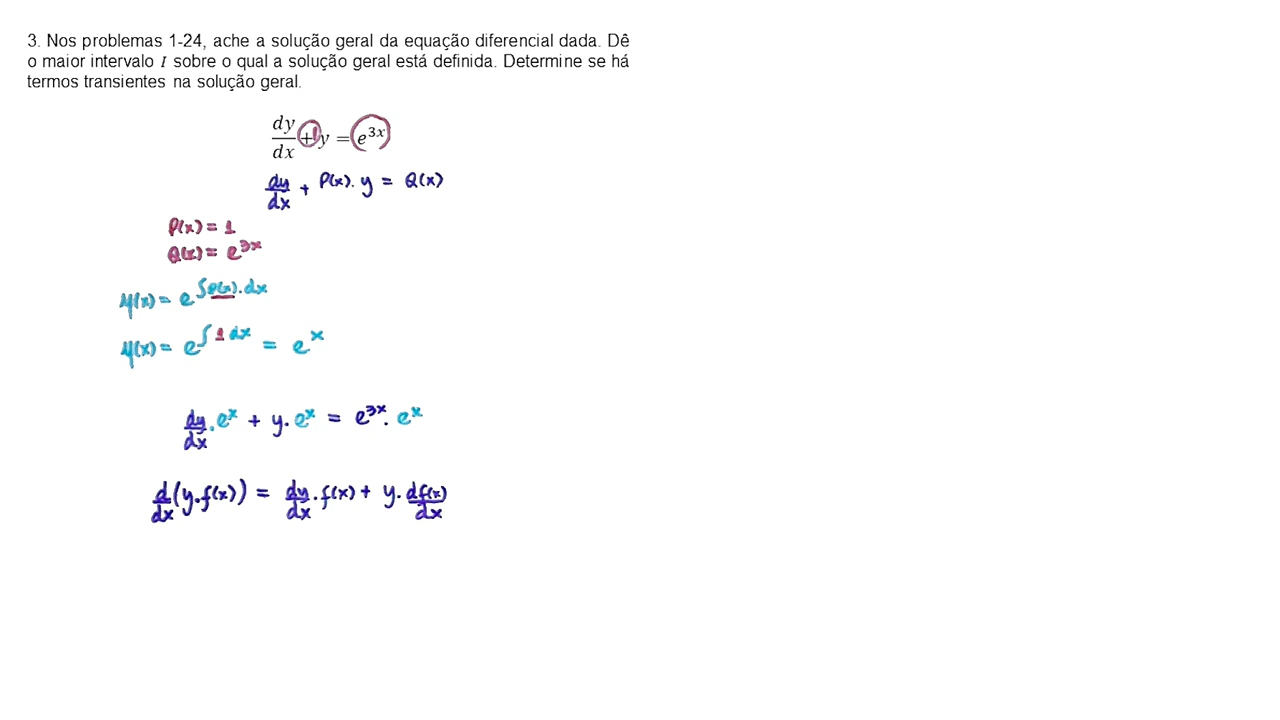 3. Nos problemas 1-24, ache a solução geral da equação diferencial dada. Dê
o maior intervalo I sobre o qual a solução geral está definida. Determine se há
termos transientes na solução geral.
dy/dx + 1y = e^{3x}
dy/dx + P(x). y = Q(x)
P(x) = 1
Q(x) = e^{3x}
μ(x) = e^{∫P(x).dx}
μ(x) = e^{∫1 dx} = e^x
dy/dx . e^x + y. e^x = e^{3x}. e^x
d/dx (y.f(x)) = dy/dx . f(x) + y. df(x)/dx